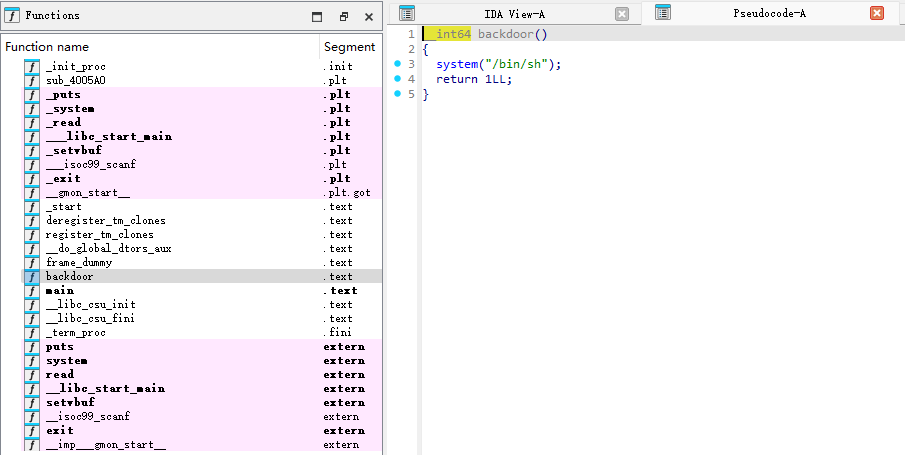 Functions
IDA View-A
Pseudocode-A
Function name Segment
f _init_proc .init
f sub_4005A0 .plt
f _puts .plt
f _system .plt
f _read .plt
f ___libc_start_main .plt
f _setvbuf .plt
f ___isoc99_scanf .plt
f _exit .plt
f __gmon_start__ .plt.got
f _start .text
f deregister_tm_clones .text
f register_tm_clones .text
f __do_global_dtors_aux .text
f frame_dummy .text
f backdoor .text
f main .text
f __libc_csu_init .text
f __libc_csu_fini .text
f _term_proc .fini
f puts extern
f system extern
f read extern
f __libc_start_main extern
f setvbuf extern
f __isoc99_scanf extern
f exit extern
f __imp___gmon_start__ extern
1 __int64 backdoor()
2 {
3 system("/bin/sh");
4 return 1LL;
5 }